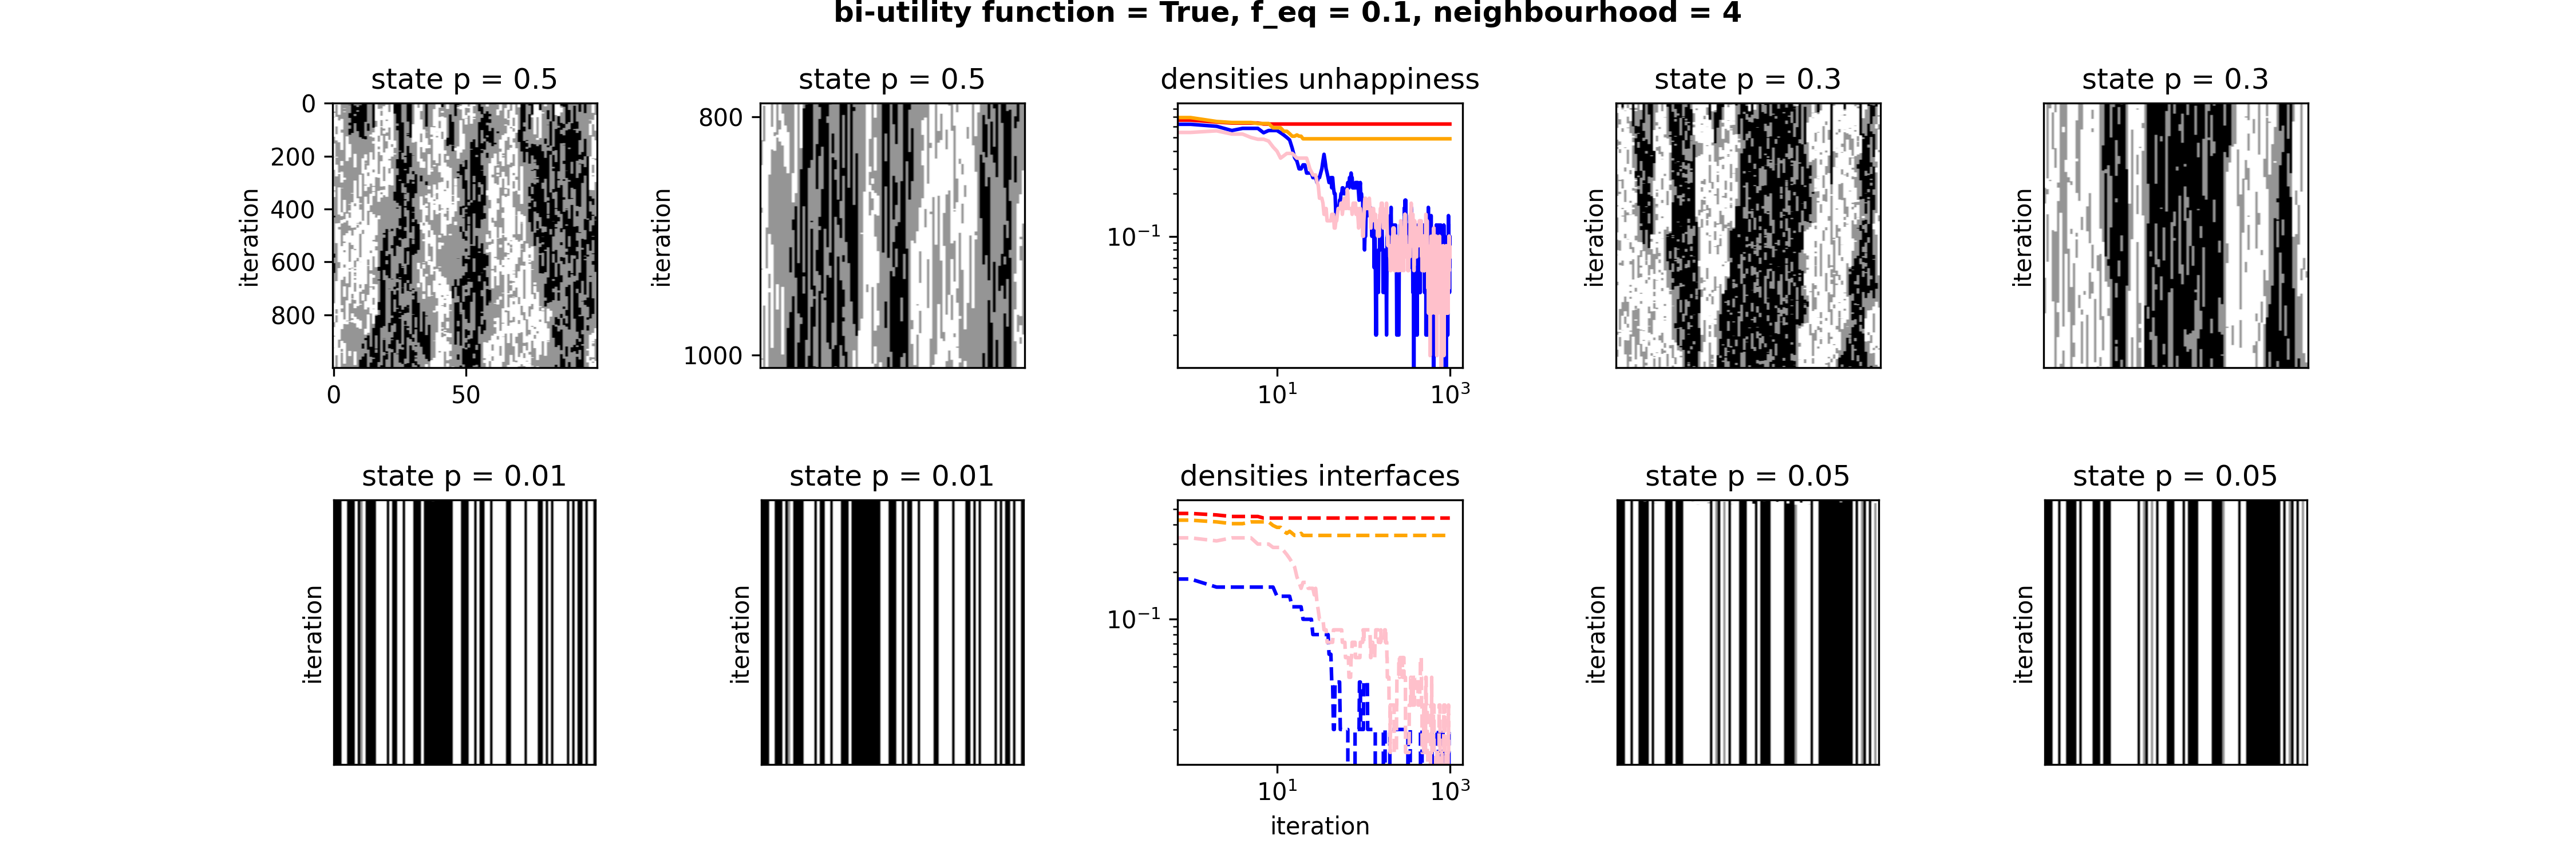 bi-utility function = True, f_eq = 0.1, neighbourhood = 4
state p = 0.5
state p = 0.5
densities unhappiness
state p = 0.3
state p = 0.3
0
200
400
600
800
iteration
0
50
800
1000
iteration
10⁻¹
10¹
10³
iteration
iteration
state p = 0.01
state p = 0.01
densities interfaces
state p = 0.05
state p = 0.05
iteration
iteration
10⁻¹
10¹
10³
iteration
iteration
iteration